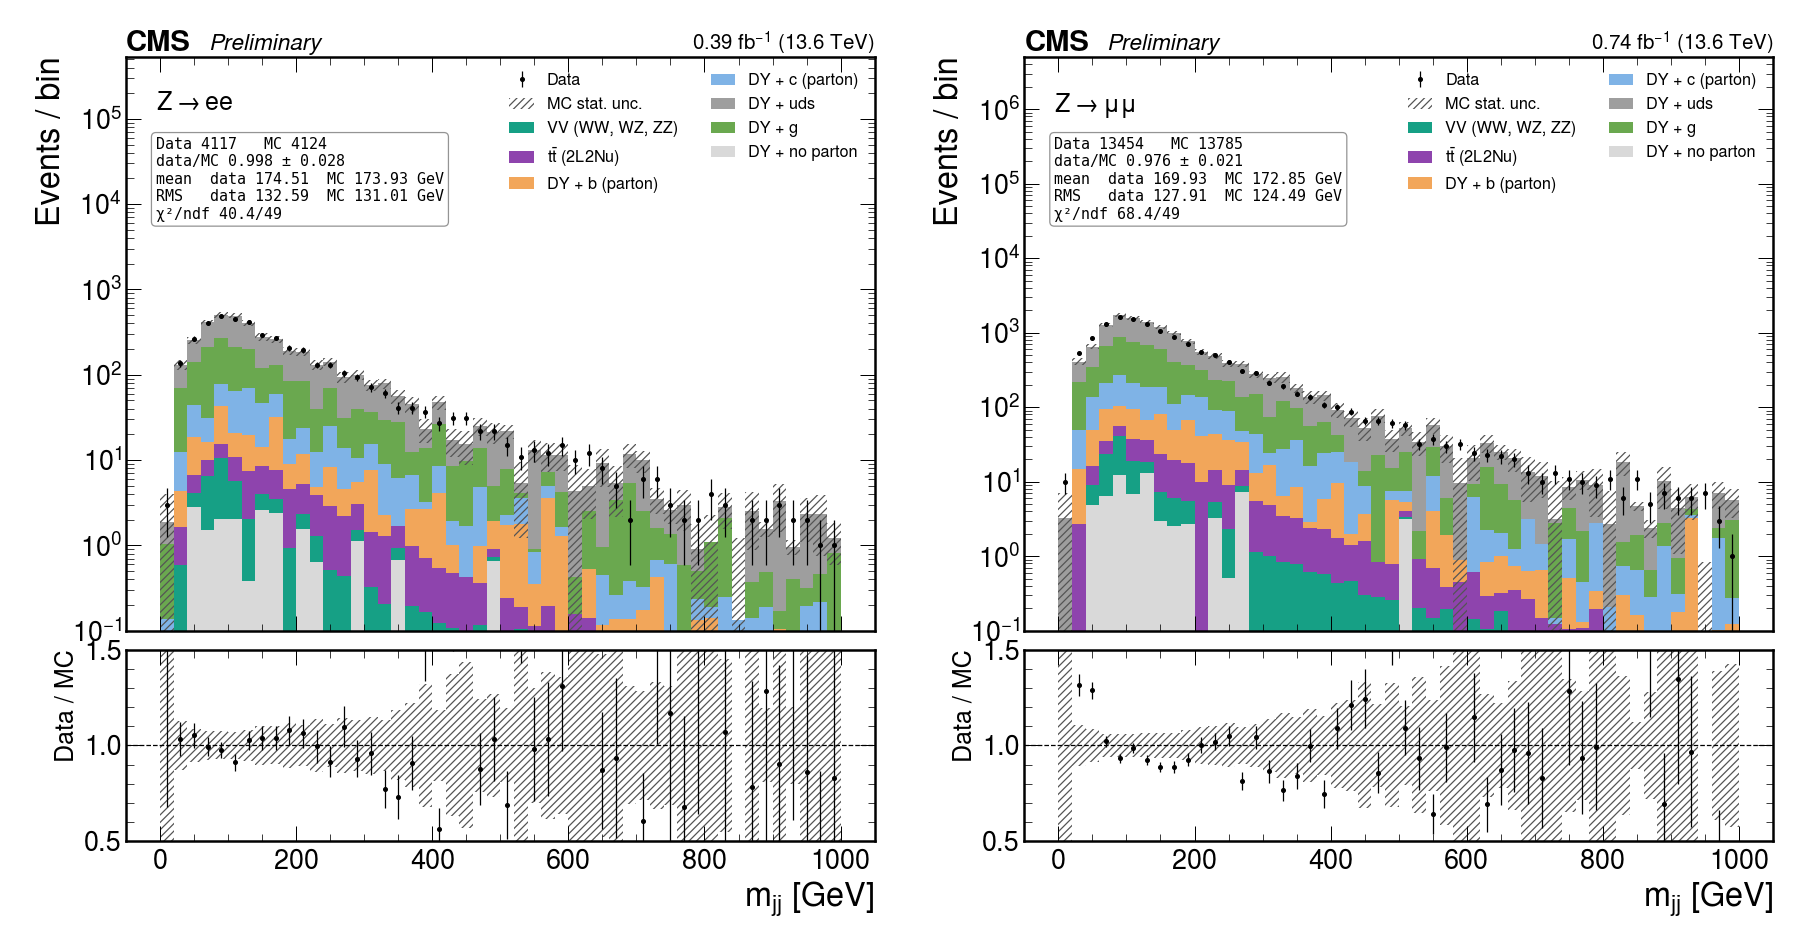 CMS Preliminary 0.39 fb⁻¹ (13.6 TeV)
Events / bin
Z → ee
Data 4117   MC 4124
data/MC 0.998 ± 0.028
mean  data 174.51  MC 173.93 GeV
RMS   data 132.59  MC 131.01 GeV
χ²/ndf 40.4/49
Data
MC stat. unc.
VV (WW, WZ, ZZ)
tt̄ (2L2Nu)
DY + b (parton)
DY + c (parton)
DY + uds
DY + g
DY + no parton
10⁵
10⁴
10³
10²
10¹
10⁰
10⁻¹
Data / MC
1.5
1.0
0.5
0 200 400 600 800 1000
m_jj [GeV]
CMS Preliminary 0.74 fb⁻¹ (13.6 TeV)
Events / bin
Z → μμ
Data 13454   MC 13785
data/MC 0.976 ± 0.021
mean  data 169.93  MC 172.85 GeV
RMS   data 127.91  MC 124.49 GeV
χ²/ndf 68.4/49
Data
MC stat. unc.
VV (WW, WZ, ZZ)
tt̄ (2L2Nu)
DY + b (parton)
DY + c (parton)
DY + uds
DY + g
DY + no parton
10⁶
10⁵
10⁴
10³
10²
10¹
10⁰
10⁻¹
Data / MC
1.5
1.0
0.5
0 200 400 600 800 1000
m_jj [GeV]